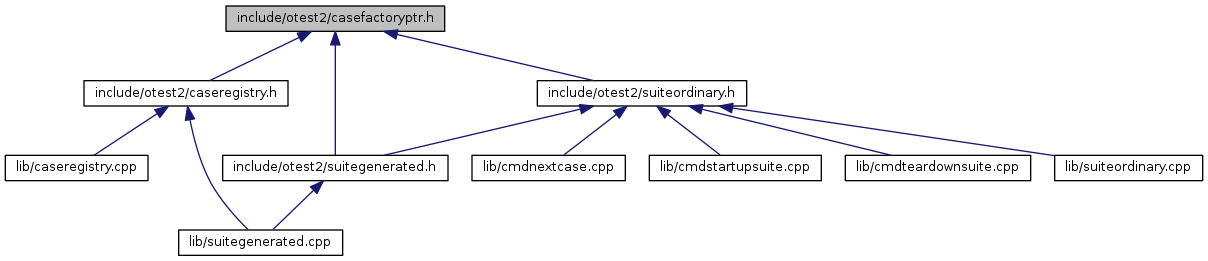 include/otest2/casefactoryptr.h
include/otest2/caseregistry.h
include/otest2/suiteordinary.h
lib/caseregistry.cpp
include/otest2/suitegenerated.h
lib/cmdnextcase.cpp
lib/cmdstartupsuite.cpp
lib/cmdteardownsuite.cpp
lib/suiteordinary.cpp
lib/suitegenerated.cpp